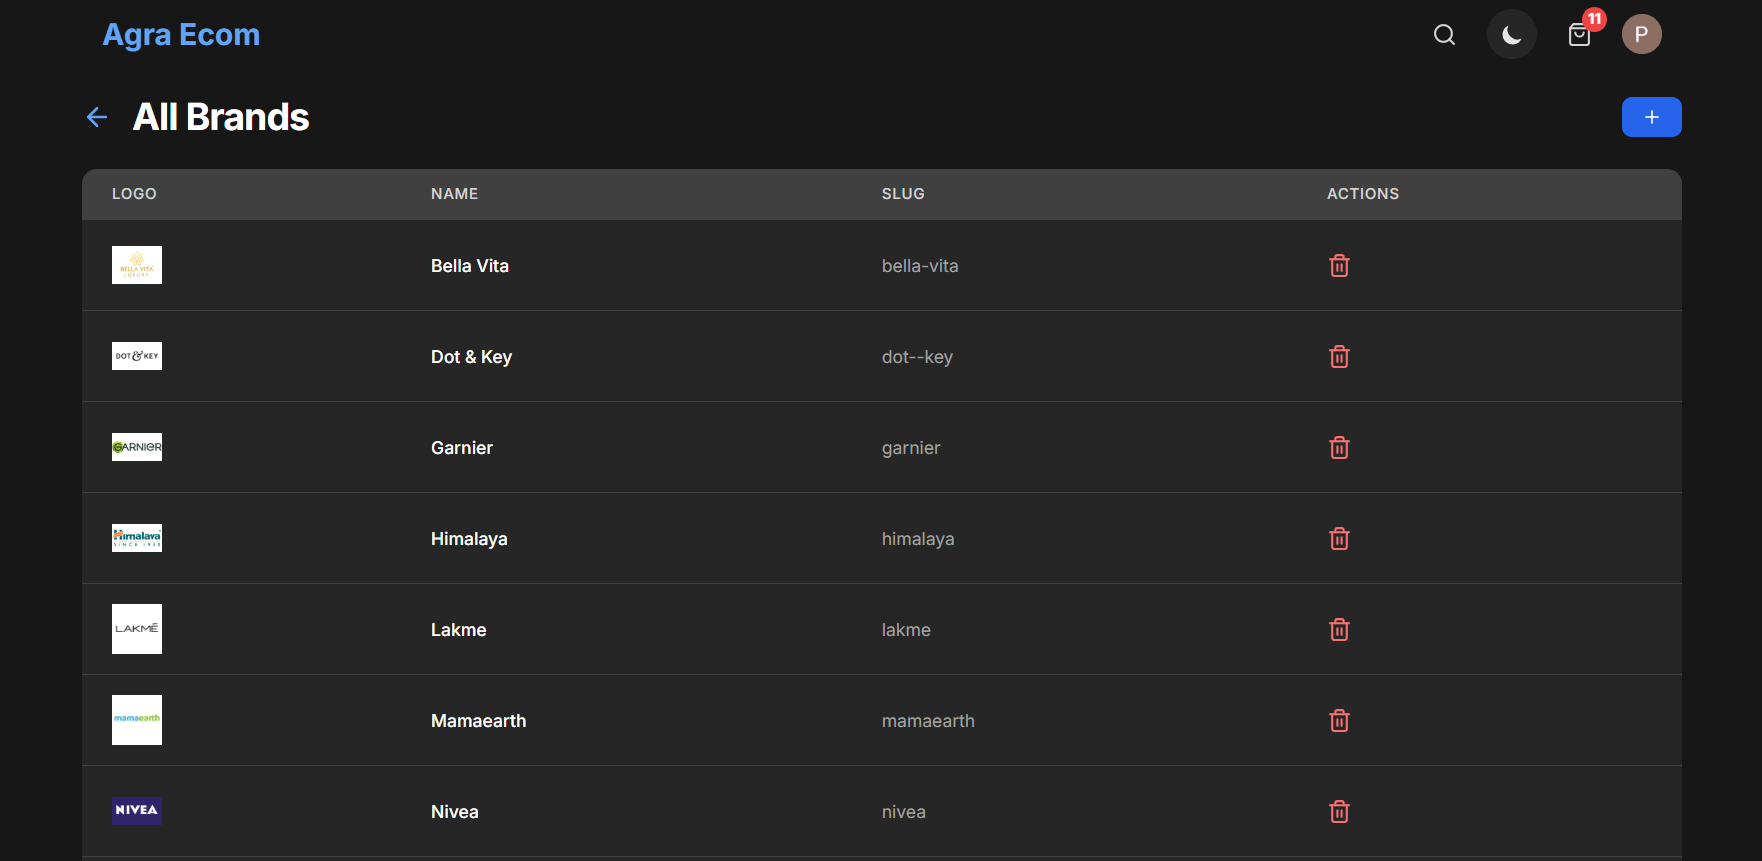 Agra Ecom
11
P
All Brands
LOGO NAME SLUG ACTIONS
BELLA VITA
LUXURY
Bella Vita bella-vita
DOT & KEY
Dot & Key dot--key
GARNIER
Garnier garnier
Himalaya
SINCE 1930
Himalaya himalaya
LAKMĒ
Lakme lakme
mamaearth
Mamaearth mamaearth
NIVEA
Nivea nivea